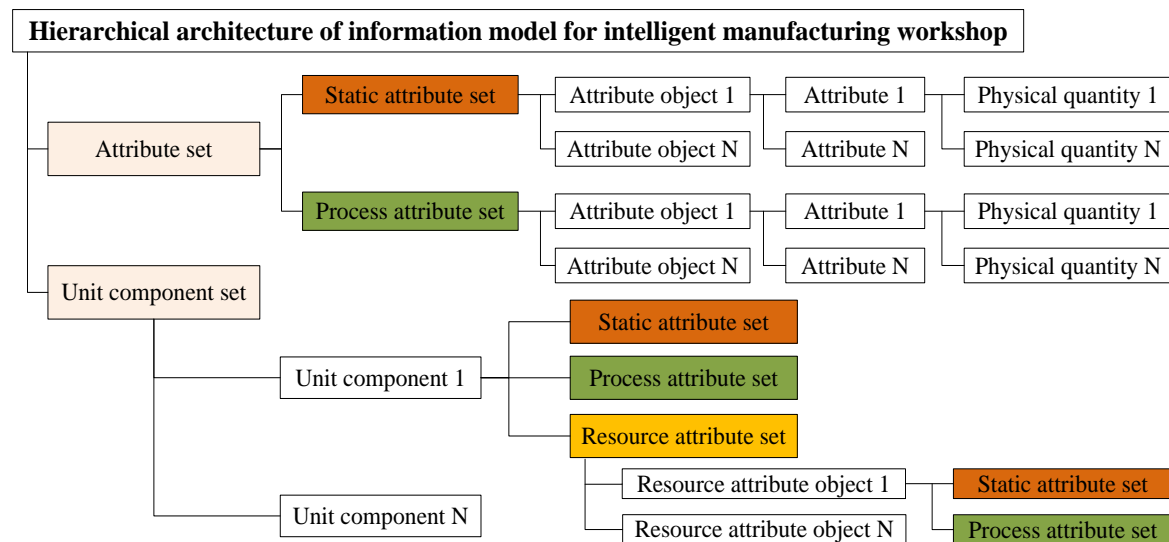 Hierarchical architecture of information model for intelligent manufacturing workshop
Static attribute set
Attribute object 1
Attribute 1
Physical quantity 1
Attribute set
Attribute object N
Attribute N
Physical quantity N
Process attribute set
Attribute object 1
Attribute 1
Physical quantity 1
Attribute object N
Attribute N
Physical quantity N
Unit component set
Static attribute set
Unit component 1
Process attribute set
Resource attribute set
Resource attribute object 1
Static attribute set
Unit component N
Resource attribute object N
Process attribute set